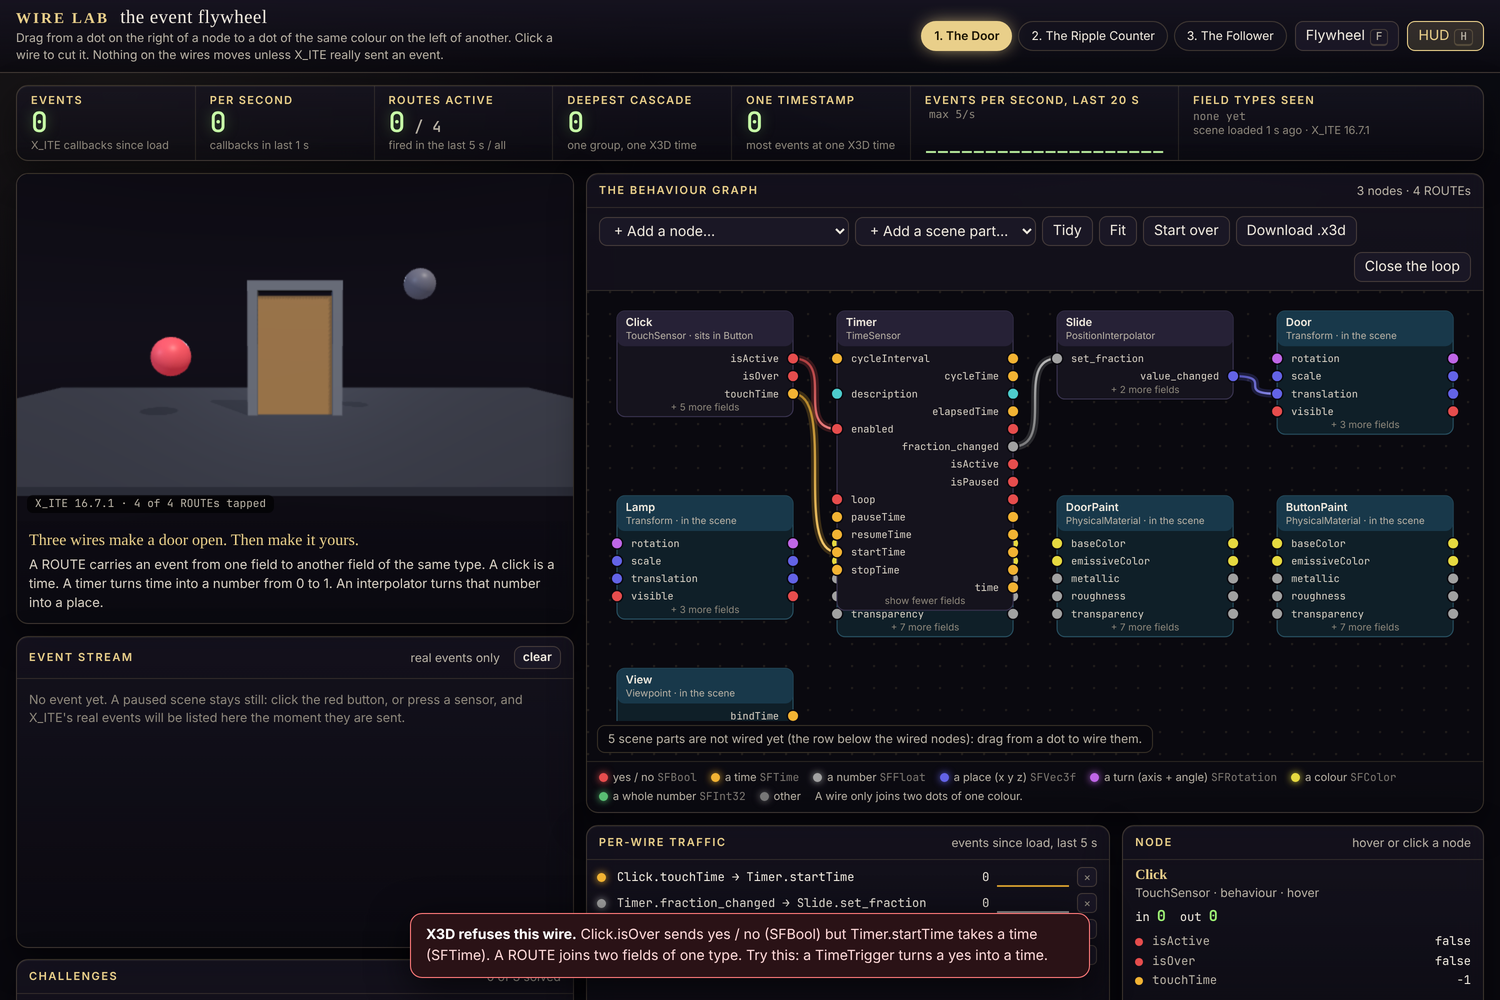 WIRE LAB the event flywheel
Drag from a dot on the right of a node to a dot of the same colour on the left of another. Click a
wire to cut it. Nothing on the wires moves unless X_ITE really sent an event.
1. The Door
2. The Ripple Counter
3. The Follower
Flywheel F
HUD H
EVENTS
0
X_ITE callbacks since load
PER SECOND
0
callbacks in last 1 s
ROUTES ACTIVE
0 / 4
fired in the last 5 s / all
DEEPEST CASCADE
0
one group, one X3D time
ONE TIMESTAMP
0
most events at one X3D time
EVENTS PER SECOND, LAST 20 S
max 5/s
FIELD TYPES SEEN
none yet
scene loaded 1 s ago · X_ITE 16.7.1
X_ITE 16.7.1 · 4 of 4 ROUTEs tapped
Three wires make a door open. Then make it yours.
A ROUTE carries an event from one field to another field of the same type. A click is a
time. A timer turns time into a number from 0 to 1. An interpolator turns that number
into a place.
EVENT STREAM
real events only
clear
No event yet. A paused scene stays still: click the red button, or press a sensor, and
X_ITE's real events will be listed here the moment they are sent.
CHALLENGES
THE BEHAVIOUR GRAPH
3 nodes · 4 ROUTEs
+ Add a node...
+ Add a scene part...
Tidy
Fit
Start over
Download .x3d
Close the loop
Click
TouchSensor · sits in Button
isActive
isOver
touchTime
+ 5 more fields
Timer
TimeSensor
cycleInterval
cycleTime
description
elapsedTime
enabled
fraction_changed
isActive
isPaused
loop
pauseTime
resumeTime
startTime
stopTime
time
show fewer fields
transparency
+ 7 more fields
Slide
PositionInterpolator
set_fraction
value_changed
+ 2 more fields
Door
Transform · in the scene
rotation
scale
translation
visible
+ 3 more fields
Lamp
Transform · in the scene
rotation
scale
translation
visible
+ 3 more fields
DoorPaint
PhysicalMaterial · in the scene
baseColor
emissiveColor
metallic
roughness
transparency
+ 7 more fields
ButtonPaint
PhysicalMaterial · in the scene
baseColor
emissiveColor
metallic
roughness
transparency
+ 7 more fields
View
Viewpoint · in the scene
bindTime
5 scene parts are not wired yet (the row below the wired nodes): drag from a dot to wire them.
yes / no SFBool a time SFTime a number SFFloat a place (x y z) SFVec3f a turn (axis + angle) SFRotation a colour SFColor
a whole number SFInt32 other A wire only joins two dots of one colour.
PER-WIRE TRAFFIC
events since load, last 5 s
Click.touchTime → Timer.startTime 0 ×
Timer.fraction_changed → Slide.set_fraction 0 ×
NODE
hover or click a node
Click
TouchSensor · behaviour · hover
in 0 out 0
isActive false
isOver false
touchTime -1
X3D refuses this wire. Click.isOver sends yes / no (SFBool) but Timer.startTime takes a time
(SFTime). A ROUTE joins two fields of one type. Try this: a TimeTrigger turns a yes into a time.